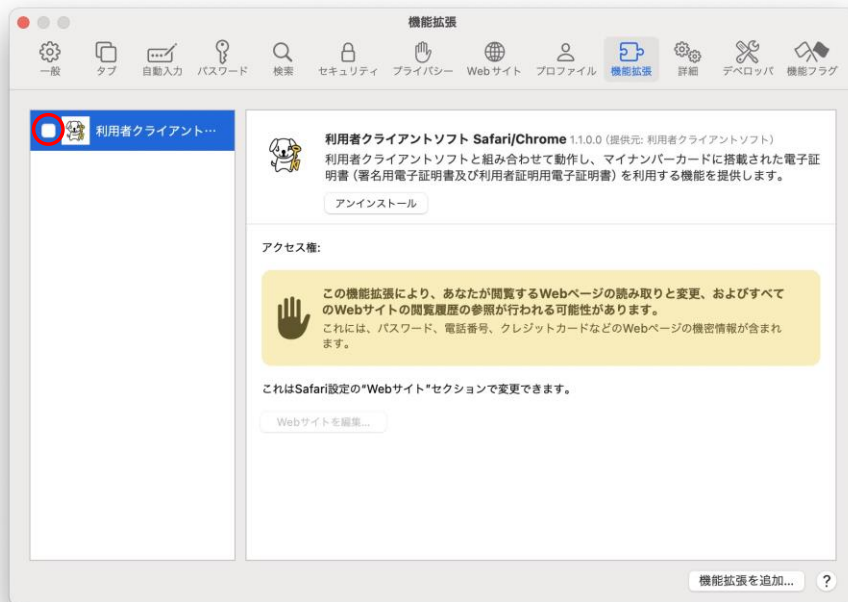 機能拡張
一般 タブ 自動入力 パスワード 検索 セキュリティ プライバシー Webサイト プロファイル 機能拡張 詳細 デベロッパ 機能フラグ
利用者クライアント…
利用者クライアントソフト Safari/Chrome 1.1.0.0 (提供元: 利用者クライアントソフト)
利用者クライアントソフトと組み合わせて動作し、マイナンバーカードに搭載された電子証
明書 (署名用電子証明書及び利用者証明用電子証明書) を利用する機能を提供します。
アンインストール
アクセス権:
この機能拡張により、あなたが閲覧するWebページの読み取りと変更、およびすべて
のWebサイトの閲覧履歴の参照が行われる可能性があります。
これには、パスワード、電話番号、クレジットカードなどのWebページの機密情報が含まれ
ます。
これはSafari設定の“Webサイト”セクションで変更できます。
Webサイトを編集...
機能拡張を追加... ?